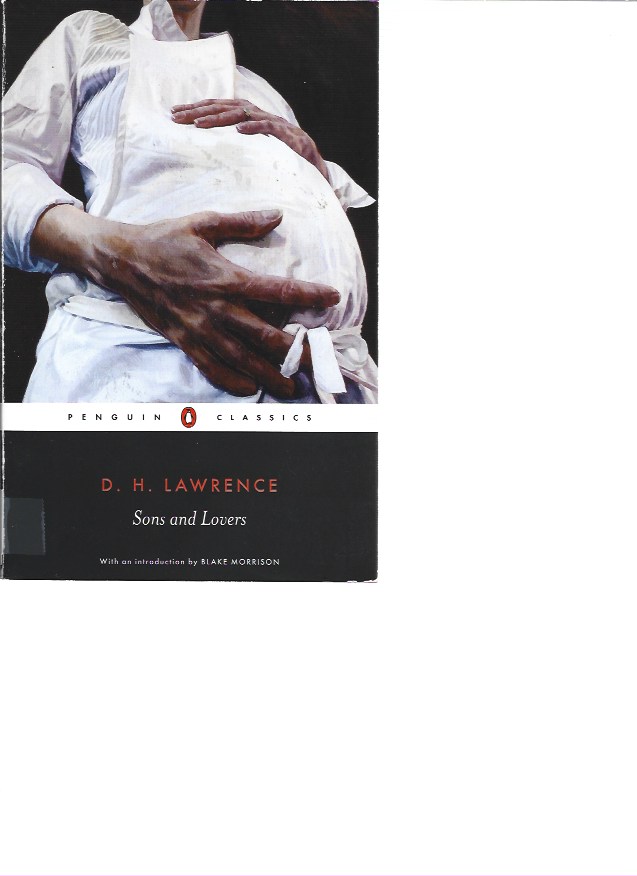 PENGUIN CLASSICS
D. H. LAWRENCE
Sons and Lovers
With an introduction by BLAKE MORRISON